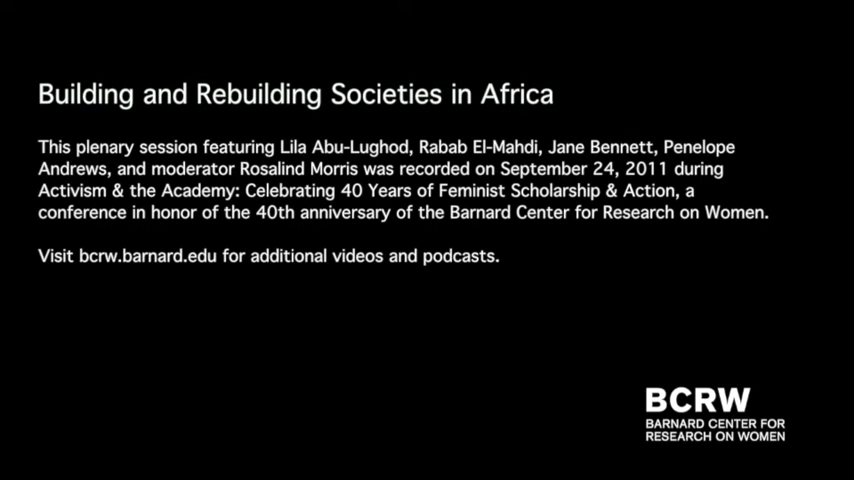 Building and Rebuilding Societies in Africa
This plenary session featuring Lila Abu-Lughod, Rabab El-Mahdi, Jane Bennett, Penelope
Andrews, and moderator Rosalind Morris was recorded on September 24, 2011 during
Activism & the Academy: Celebrating 40 Years of Feminist Scholarship & Action, a
conference in honor of the 40th anniversary of the Barnard Center for Research on Women.
Visit bcrw.barnard.edu for additional videos and podcasts.
BCRW
BARNARD CENTER FOR
RESEARCH ON WOMEN